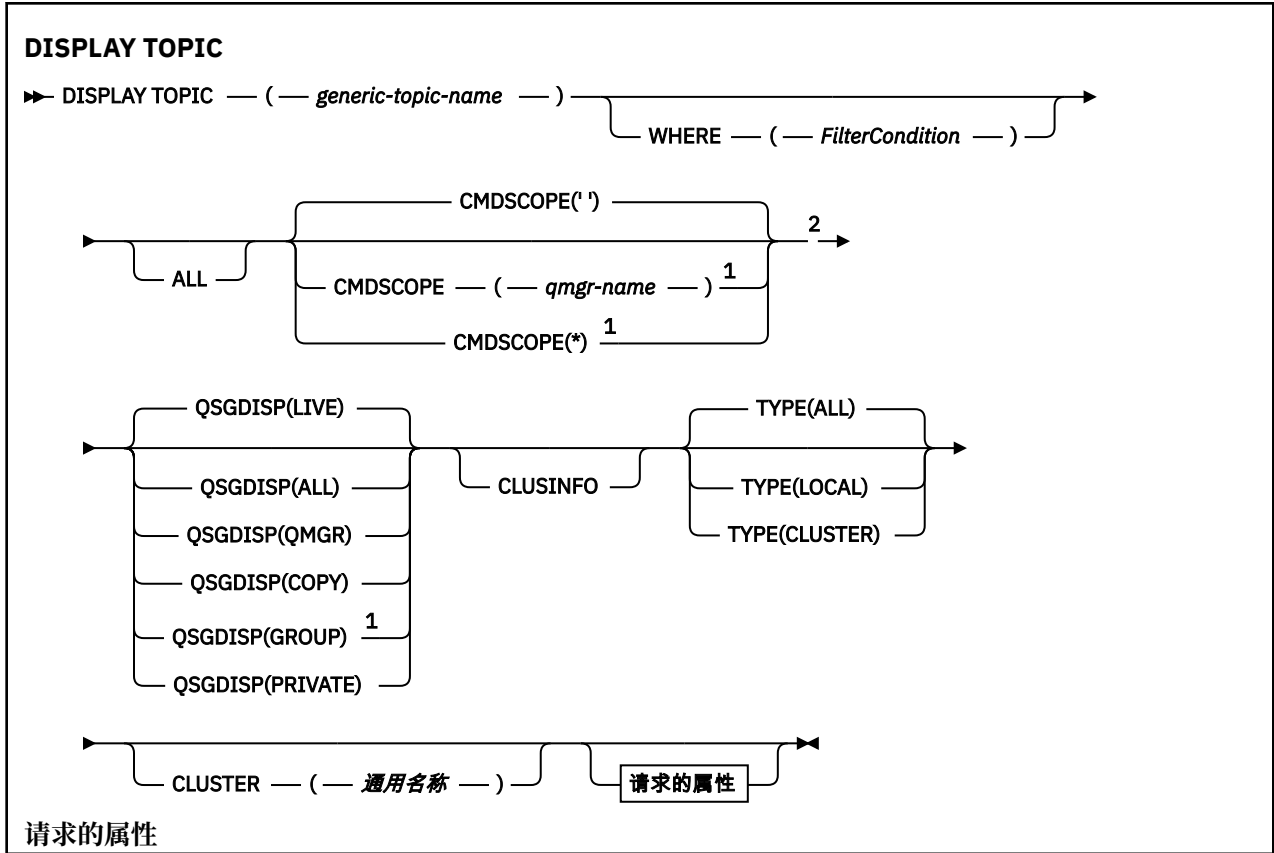 DISPLAY TOPIC
DISPLAY TOPIC ( generic-topic-name )
WHERE ( FilterCondition )
CMDSCOPE(' ')
2
ALL
CMDSCOPE ( qmgr-name ) 1
CMDSCOPE(*) 1
QSGDISP(LIVE)
TYPE(ALL)
QSGDISP(ALL)
CLUSINFO
TYPE(LOCAL)
QSGDISP(QMGR)
TYPE(CLUSTER)
QSGDISP(COPY)
QSGDISP(GROUP) 1
QSGDISP(PRIVATE)
CLUSTER ( 通用名称 )
请求的属性
请求的属性